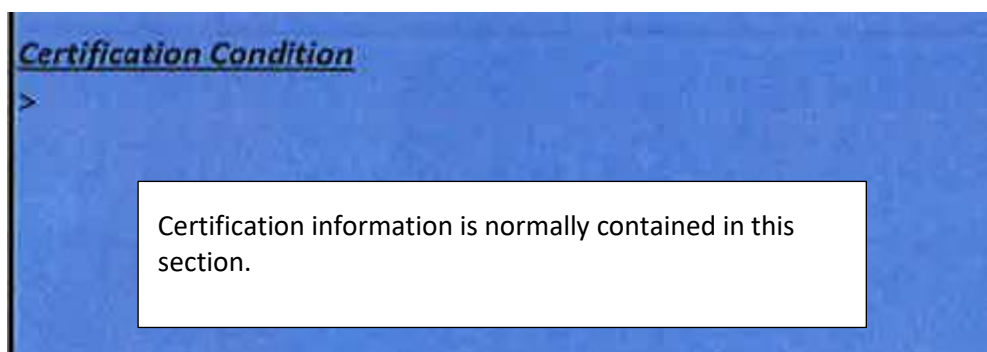 Certification Condition
>
Certification information is normally contained in this
section.